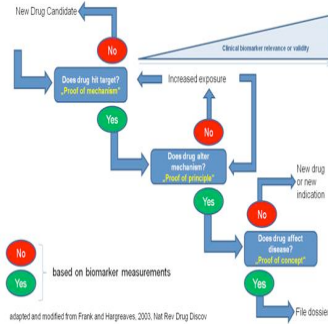 New Drug Candidate
No
Clinical biomarker relevance or validity
Does drug hit target?
„Proof of mechanism"
Increased exposure
Yes
No
Does drug alter
mechanism?
„Proof of principle"
New drug
or new
indication
Yes
No
Does drug affect
disease?
„Proof of concept"
No
Yes
based on biomarker measurements
Yes
File dossier
adapted and modified from Frank and Hargreaves, 2003, Nat Rev Drug Discov